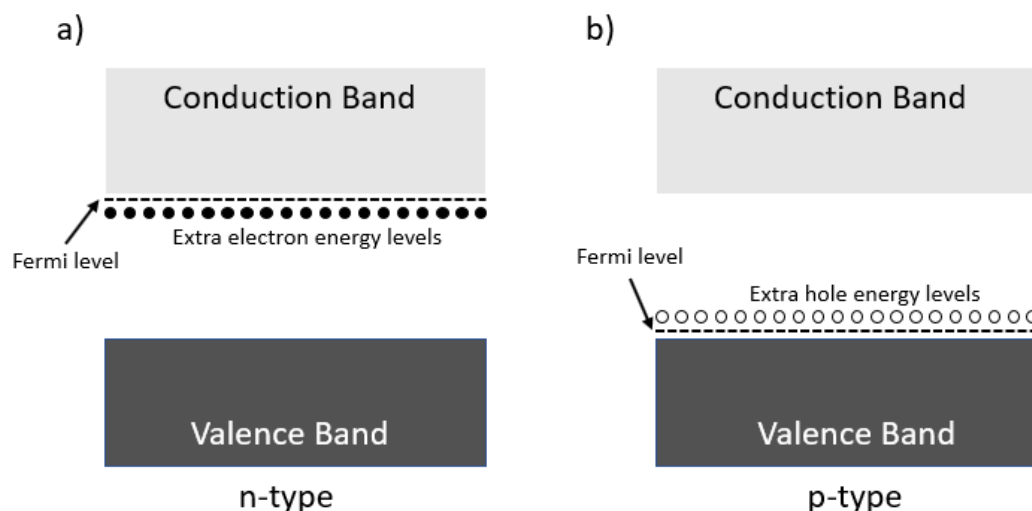 a)
Conduction Band
Extra electron energy levels
Fermi level
Valence Band
n-type
b)
Conduction Band
Fermi level
Extra hole energy levels
Valence Band
p-type